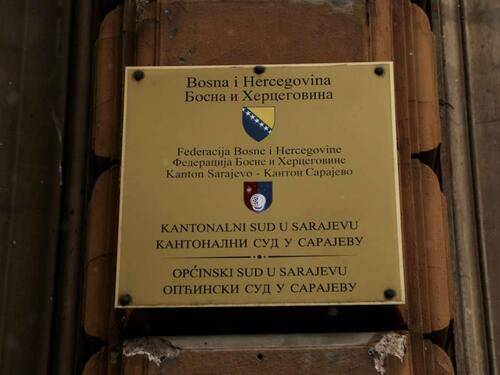 Bosna i Hercegovina
Босна и Херцеговина
Federacija Bosne i Hercegovine
Федерација Босне и Херцеговине
Kanton Sarajevo - Кантон Сарајево
KANTONALNI SUD U SARAJEVU
КАНТОНАЛНИ СУД У САРАЈЕВУ
OPĆINSKI SUD U SARAJEVU
ОПЋИНСКИ СУД У САРАЈЕВУ